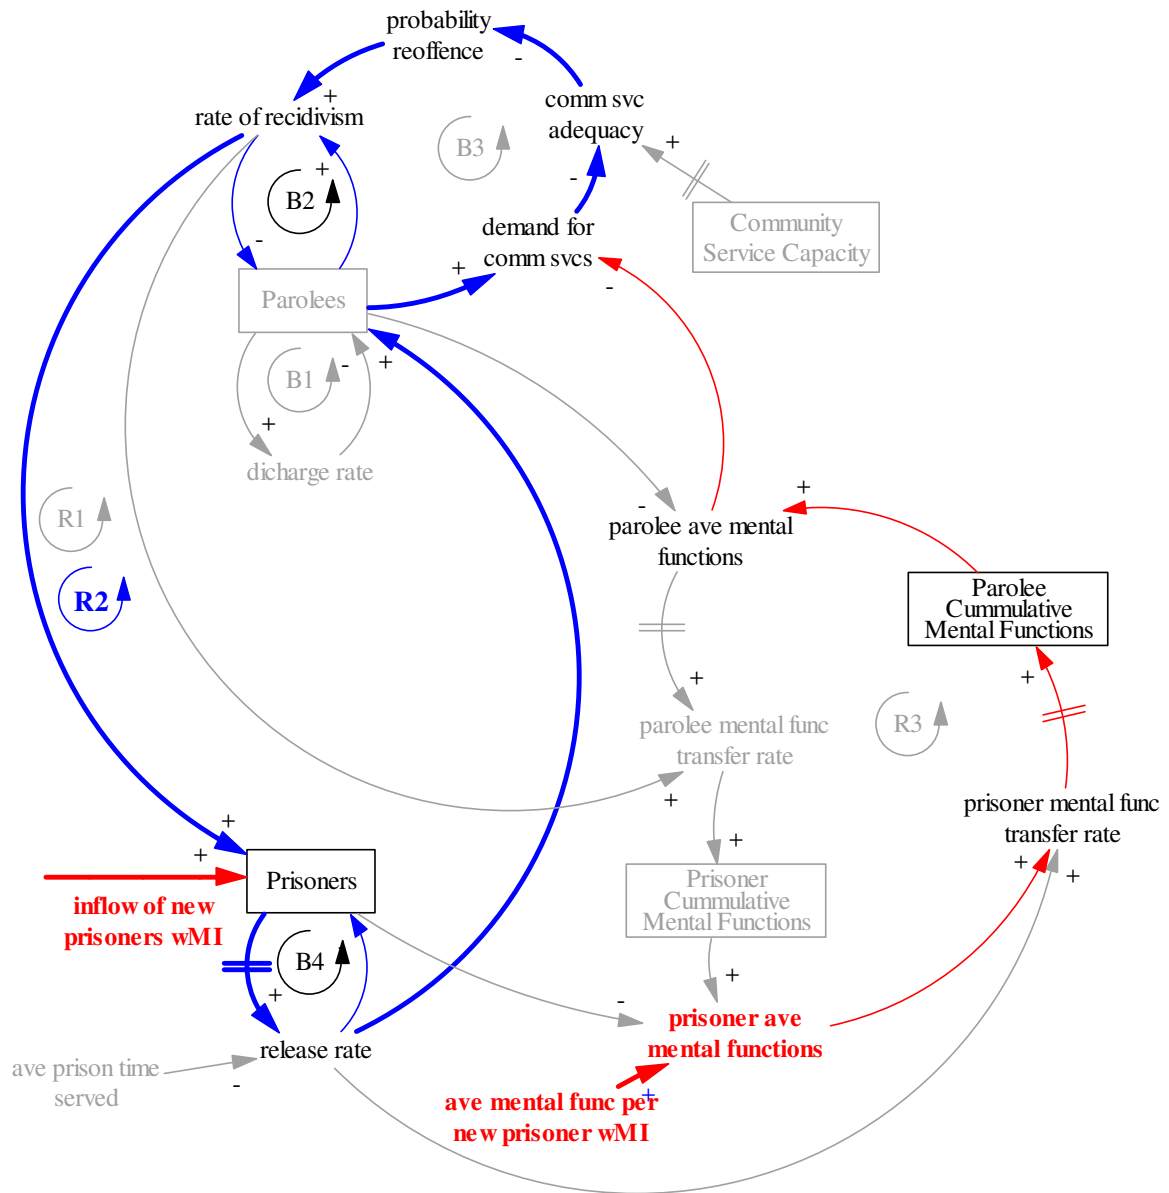 probability
reoffence
-
comm svc
adequacy
+
rate of recidivism
+
B3
+
B2
-
-
Community
Service Capacity
demand for
comm svcs
+
-
Parolees
B1
-
+
+
dicharge rate
-
parolee ave mental
functions
+
R1
R2
Parolee
Cummulative
Mental Functions
+
+
parolee mental func
transfer rate
+
R3
prisoner mental func
transfer rate
+
+
+
+
+
Prisoners
inflow of new
prisoners wMI
Prisoner
Cummulative
Mental Functions
B4
+
+
-
prisoner ave
mental functions
release rate
ave prison time
served
-
+
ave mental func per
new prisoner wMI